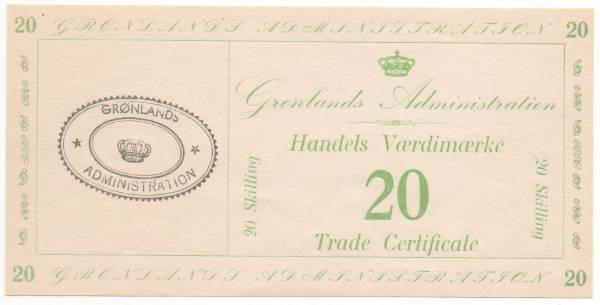 20 GRØNLANDS ADMINISTRATION 20
GRØNLANDS
ADMINISTRATION
Grønlands Administration
Handels Værdimærke
20
Trade Certificate
20 Skilling
20 Skilling
20 GRØNLANDS ADMINISTRATION 20